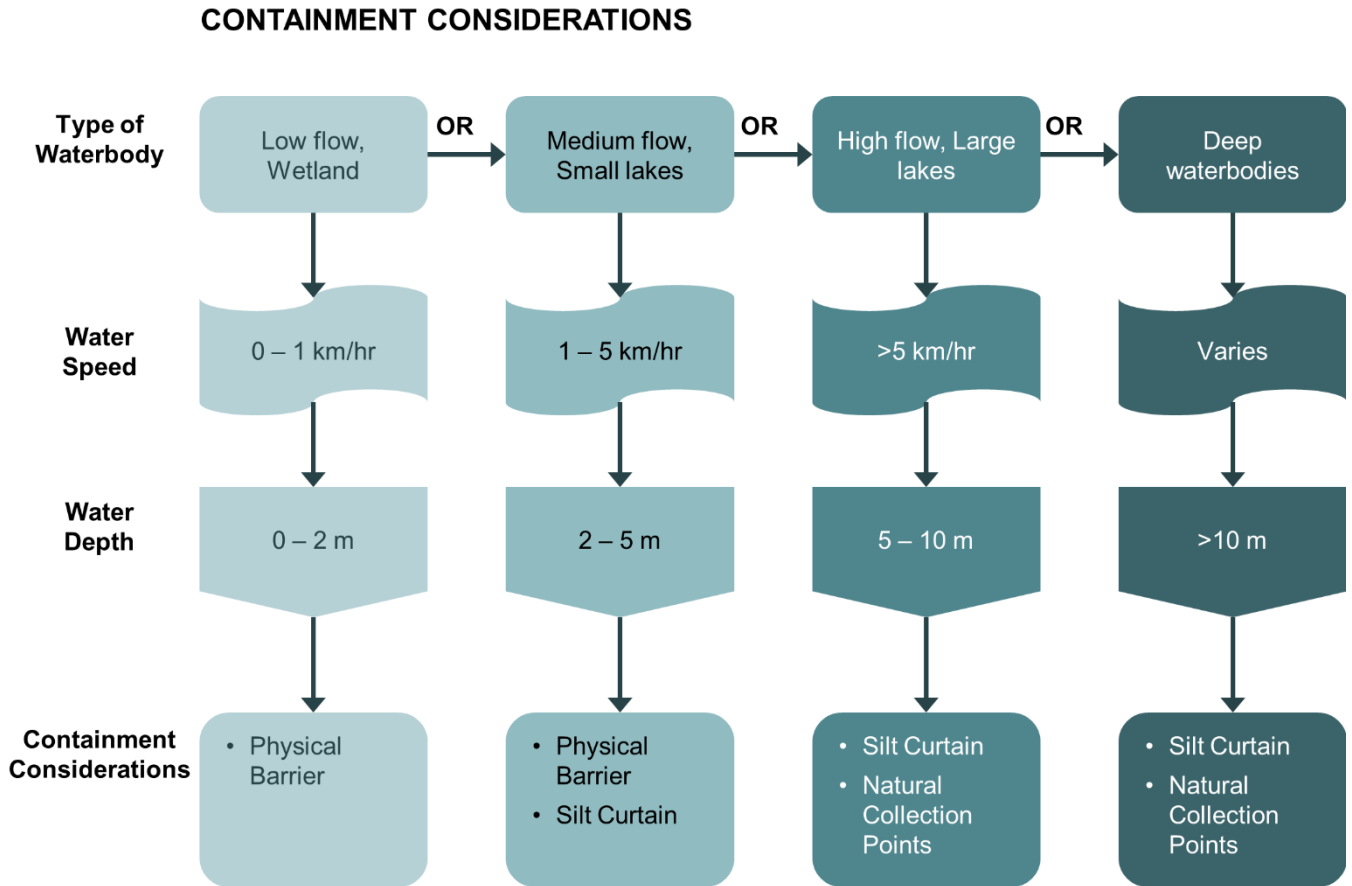 CONTAINMENT CONSIDERATIONS
Type of
Waterbody
Low flow,
Wetland
OR
Medium flow,
Small lakes
OR
High flow, Large
lakes
OR
Deep
waterbodies
Water
Speed
0 – 1 km/hr
1 – 5 km/hr
>5 km/hr
Varies
Water
Depth
0 – 2 m
2 – 5 m
5 – 10 m
>10 m
Containment
Considerations
• Physical
Barrier
• Physical
Barrier
• Silt Curtain
• Silt Curtain
• Natural
Collection
Points
• Silt Curtain
• Natural
Collection
Points